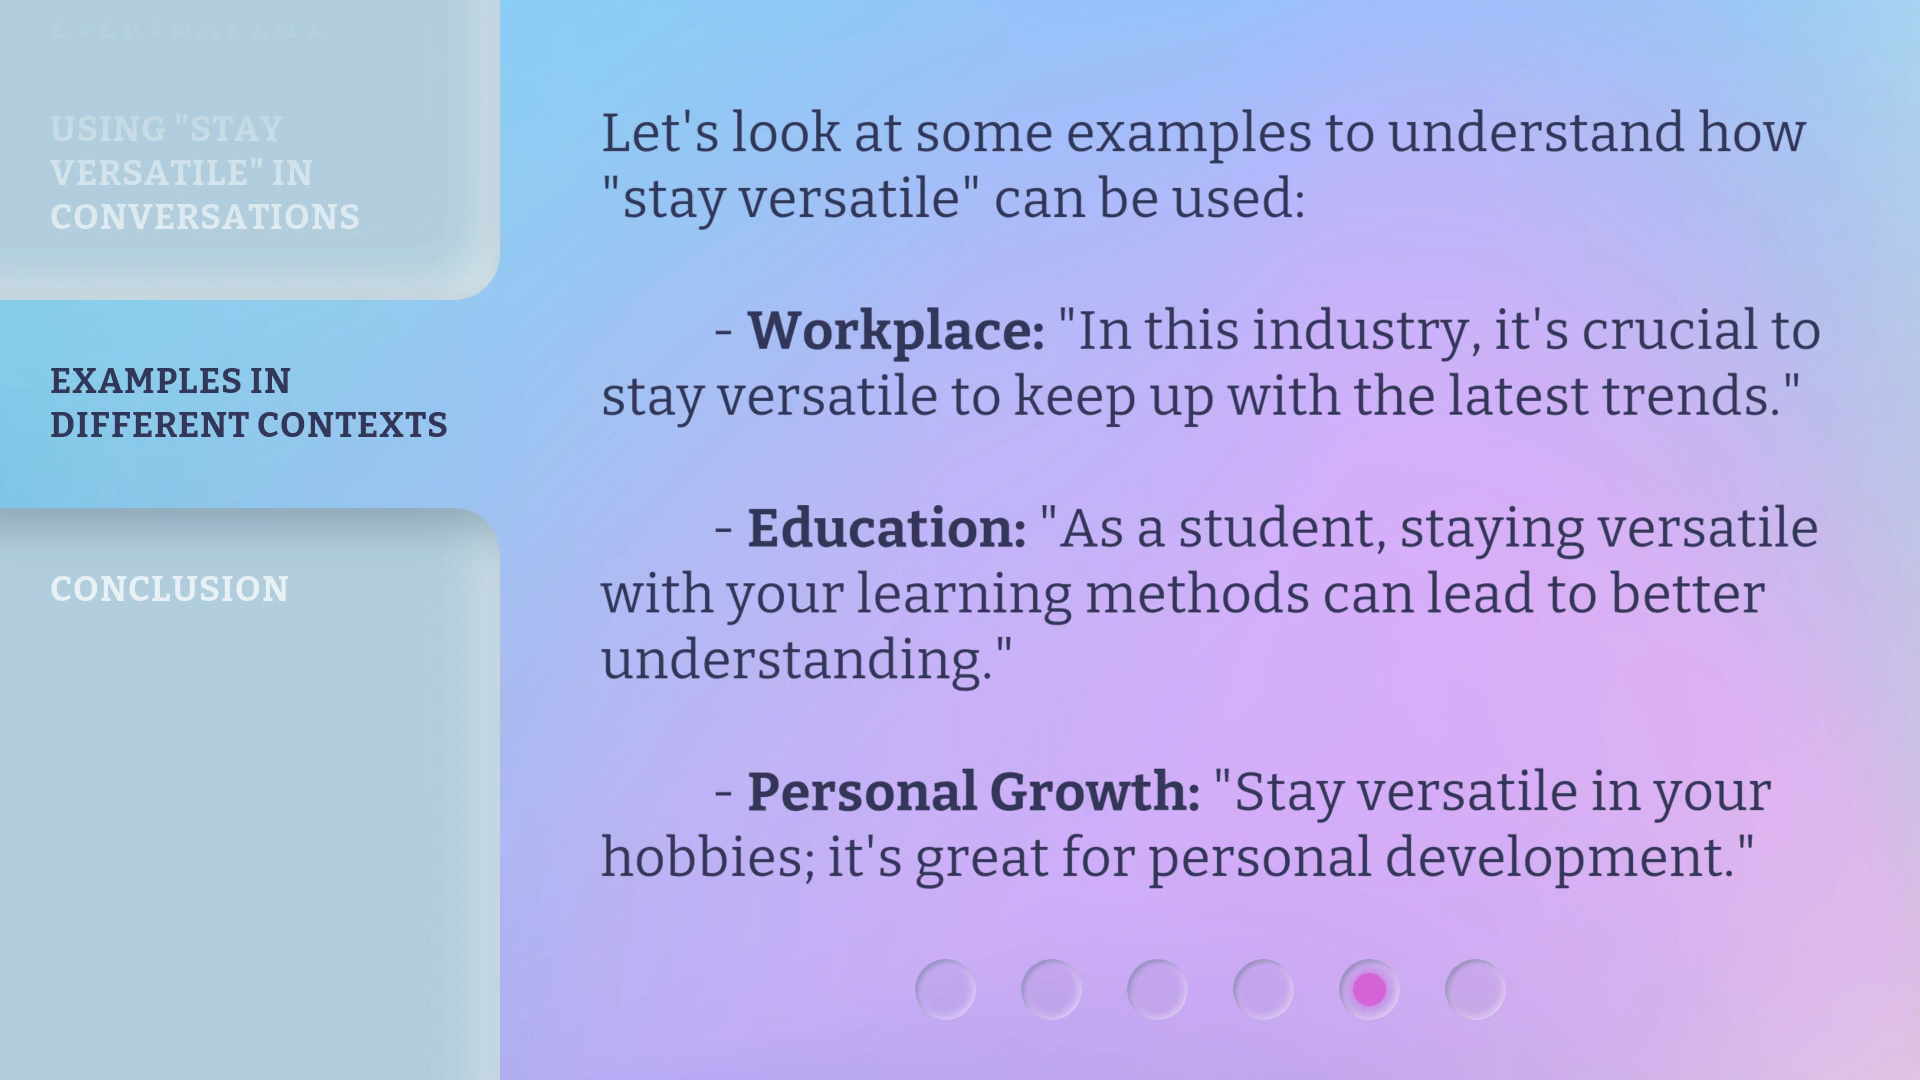 EVERYDAY LIFE
USING "STAY
VERSATILE" IN
CONVERSATIONS
EXAMPLES IN
DIFFERENT CONTEXTS
CONCLUSION
Let's look at some examples to understand how
"stay versatile" can be used:
- Workplace: "In this industry, it's crucial to
stay versatile to keep up with the latest trends."
- Education: "As a student, staying versatile
with your learning methods can lead to better
understanding."
- Personal Growth: "Stay versatile in your
hobbies; it's great for personal development."